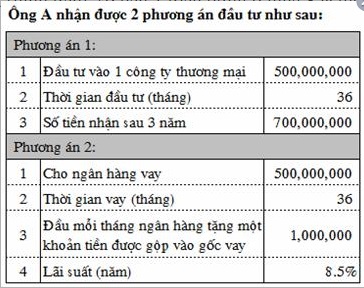 Ông A nhận được 2 phương án đầu tư như sau:
Phương án 1:
1 Đầu tư vào 1 công ty thương mại 500,000,000
2 Thời gian đầu tư (tháng) 36
3 Số tiền nhận sau 3 năm 700,000,000
Phương án 2:
1 Cho ngân hàng vay 500,000,000
2 Thời gian vay (tháng) 36
3 Đầu mỗi tháng ngân hàng tặng một
khoản tiền được gộp vào gốc vay 1,000,000
4 Lãi suất (năm) 8.5%